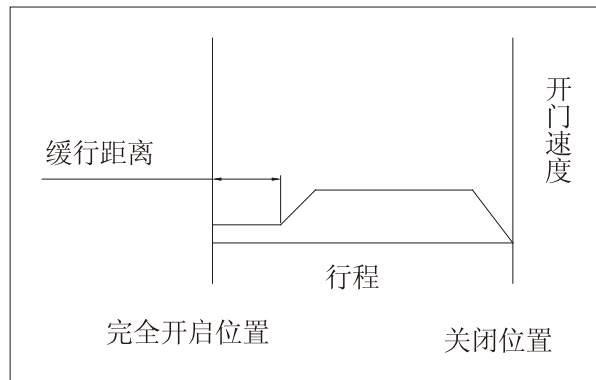 开门速度
缓行距离
行程
完全开启位置
关闭位置